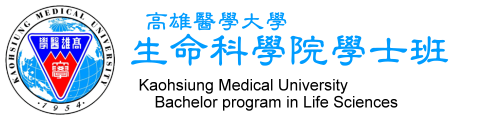 KAOHSIUNG MEDICAL UNIVERSITY
學醫雄高
1954
高雄醫學大學
生命科學院學士班
Kaohsiung Medical University
Bachelor program in Life Sciences